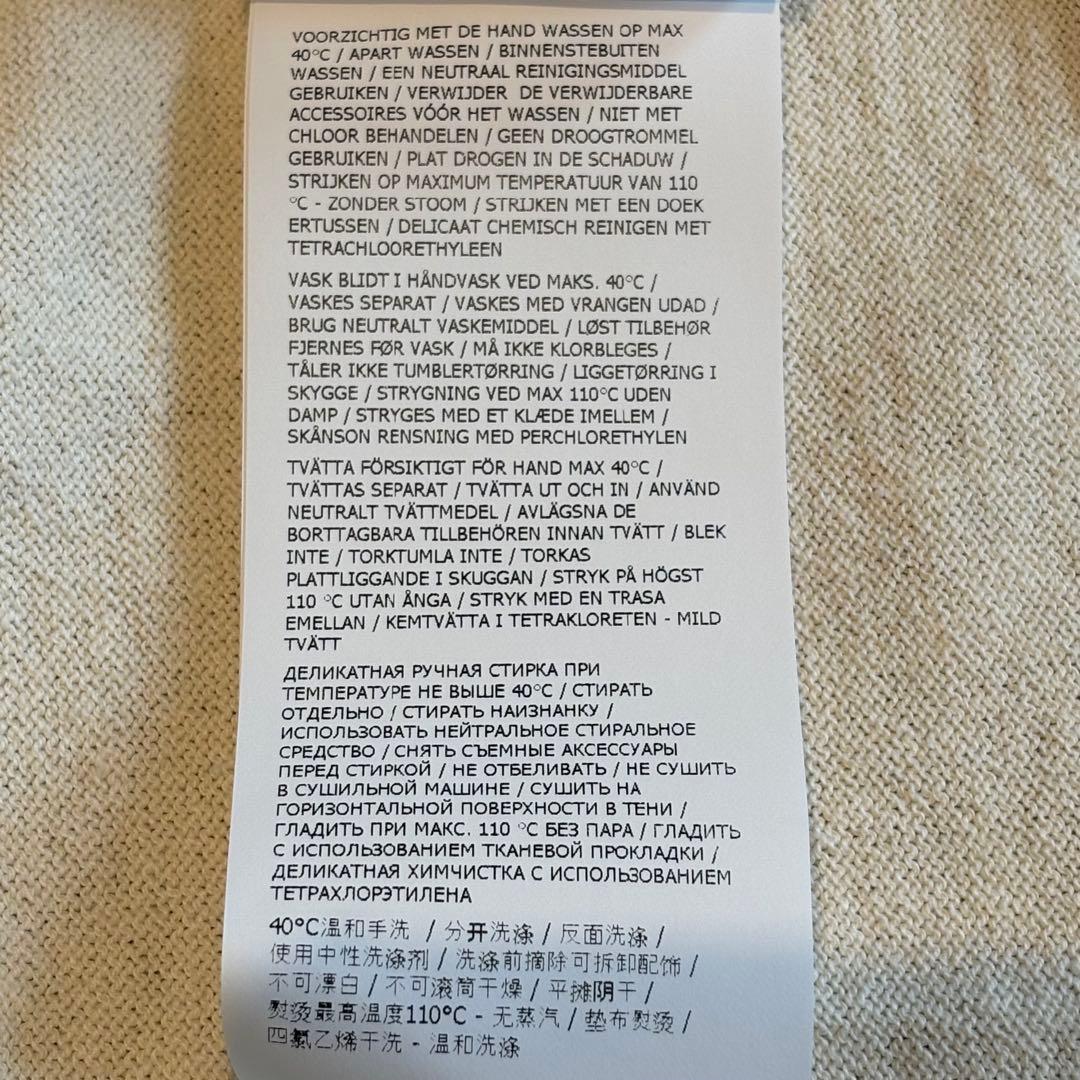 VOORZICHTIG MET DE HAND WASSEN OP MAX
40°C / APART WASSEN / BINNENSTEBUITEN
WASSEN / EEN NEUTRAAL REINIGINGSMIDDEL
GEBRUIKEN / VERWIJDER DE VERWIJDERBARE
ACCESSOIRES VÓÓR HET WASSEN / NIET MET
CHLOOR BEHANDELEN / GEEN DROOGTROMMEL
GEBRUIKEN / PLAT DROGEN IN DE SCHADUW /
STRIJKEN OP MAXIMUM TEMPERATUUR VAN 110
°C - ZONDER STOOM / STRIJKEN MET EEN DOEK
ERTUSSEN / DELICAAT CHEMISCH REINIGEN MET
TETRACHLOORETHYLEEN
VASK BLIDT I HÅNDVASK VED MAKS. 40°C /
VASKES SEPARAT / VASKES MED VRANGEN UDAD /
BRUG NEUTRALT VASKEMIDDEL / LØST TILBEHØR
FJERNES FØR VASK / MÅ IKKE KLORBLEGES /
TÅLER IKKE TUMBLERTØRRING / LIGGETØRRING I
SKYGGE / STRYGNING VED MAX 110°C UDEN
DAMP / STRYGES MED ET KLÆDE IMELLEM /
SKÅNSON RENSNING MED PERCHLORETHYLEN
TVÄTTA FÖRSIKTIGT FÖR HAND MAX 40°C /
TVÄTTAS SEPARAT / TVÄTTA UT OCH IN / ANVÄND
NEUTRALT TVÄTTMEDEL / AVLÄGSNA DE
BORTTAGBARA TILLBEHÖREN INNAN TVÄTT / BLEK
INTE / TORKTUMLA INTE / TORKAS
PLATTLIGGANDE I SKUGGAN / STRYK PÅ HÖGST
110 °C UTAN ÅNGA / STRYK MED EN TRASA
EMELLAN / KEMTVÄTTA I TETRAKLORETEN - MILD
TVÄTT
ДЕЛИКАТНАЯ РУЧНАЯ СТИРКА ПРИ
ТЕМПЕРАТУРЕ НЕ ВЫШЕ 40°C / СТИРАТЬ
ОТДЕЛЬНО / СТИРАТЬ НАИЗНАНКУ /
ИСПОЛЬЗОВАТЬ НЕЙТРАЛЬНОЕ СТИРАЛЬНОЕ
СРЕДСТВО / СНЯТЬ СЪЕМНЫЕ АКСЕССУАРЫ
ПЕРЕД СТИРКОЙ / НЕ ОТБЕЛИВАТЬ / НЕ СУШИТЬ
В СУШИЛЬНОЙ МАШИНЕ / СУШИТЬ НА
ГОРИЗОНТАЛЬНОЙ ПОВЕРХНОСТИ В ТЕНИ /
ГЛАДИТЬ ПРИ МАКС. 110 °C БЕЗ ПАРА / ГЛАДИТЬ
С ИСПОЛЬЗОВАНИЕМ ТКАНЕВОЙ ПРОКЛАДКИ /
ДЕЛИКАТНАЯ ХИМЧИСТКА С ИСПОЛЬЗОВАНИЕМ
ТЕТРАХЛОРЭТИЛЕНА
40°C温和手洗 / 分开洗涤 / 反面洗涤 /
使用中性洗涤剂 / 洗涤前摘除可拆卸配饰 /
不可漂白 / 不可滚筒干燥 / 平摊阴干 /
熨烫最高温度110°C - 无蒸汽 / 垫布熨烫 /
四氯乙烯干洗 - 温和洗涤